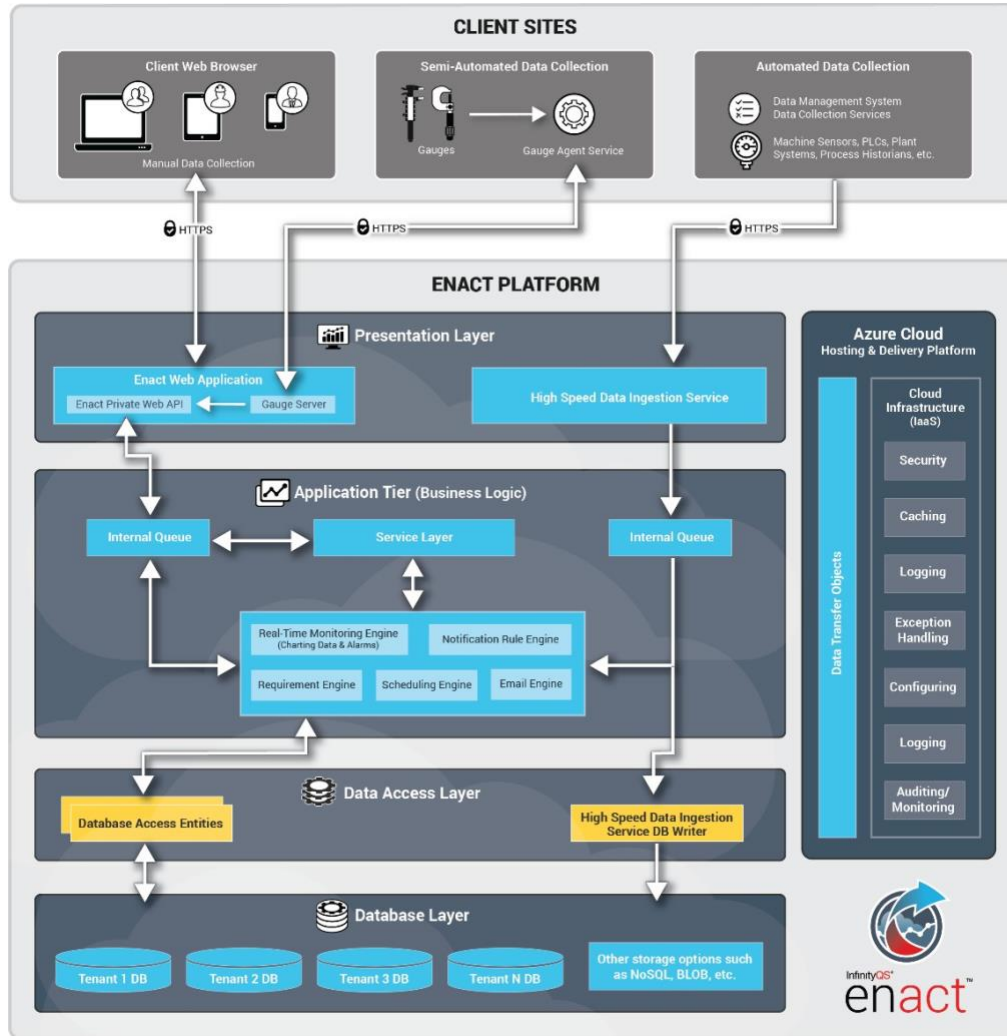 CLIENT SITES
Client Web Browser
Manual Data Collection
Semi-Automated Data Collection
Gauges
Gauge Agent Service
Automated Data Collection
Data Management System
Data Collection Services
Machine Sensors, PLCs, Plant
Systems, Process Historians, etc.
HTTPS
HTTPS
HTTPS
ENACT PLATFORM
Presentation Layer
Enact Web Application
Enact Private Web API
Gauge Server
High Speed Data Ingestion Service
Application Tier (Business Logic)
Internal Queue
Service Layer
Internal Queue
Real-Time Monitoring Engine
(Charting Data & Alarms)
Notification Rule Engine
Requirement Engine
Scheduling Engine
Email Engine
Data Access Layer
Database Access Entities
High Speed Data Ingestion
Service DB Writer
Database Layer
Tenant 1 DB
Tenant 2 DB
Tenant 3 DB
Tenant N DB
Other storage options such
as NoSQL, BLOB, etc.
Azure Cloud
Hosting & Delivery Platform
Data Transfer Objects
Cloud
Infrastructure
(IaaS)
Security
Caching
Logging
Exception
Handling
Configuring
Logging
Auditing/
Monitoring
InfinityQS®
enact™